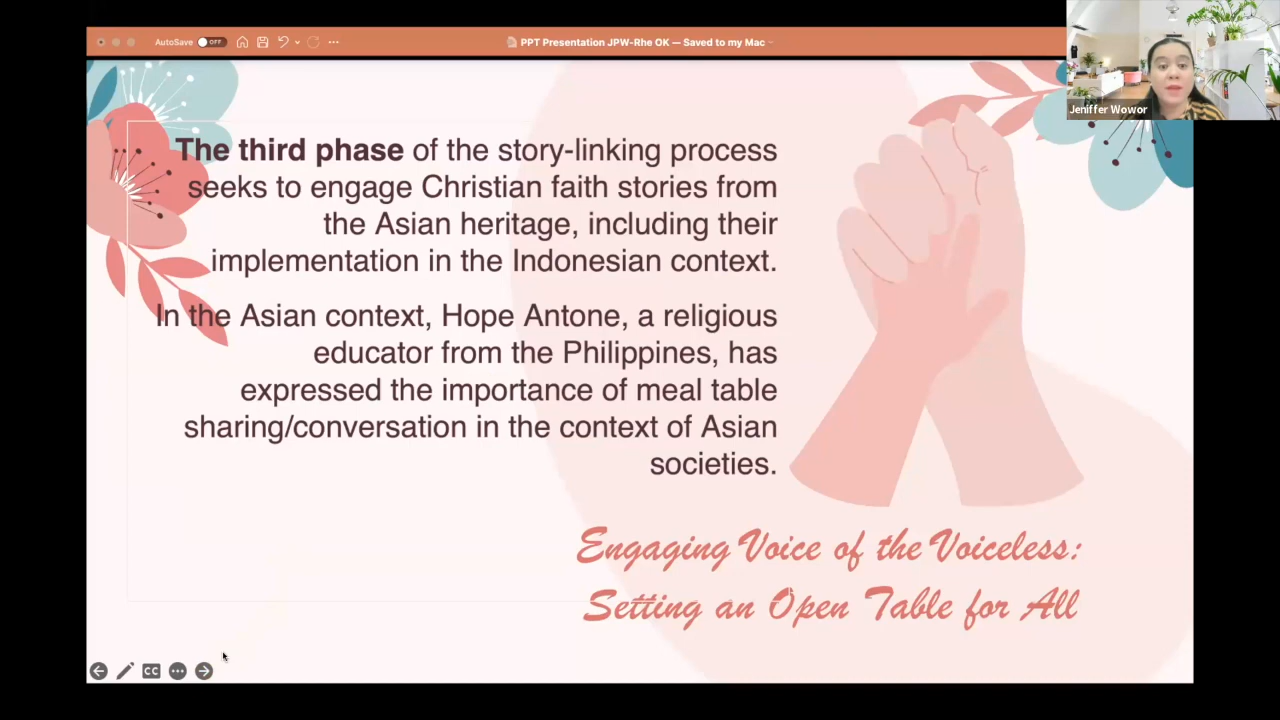 AutoSave OFF
PPT Presentation JPW-Rhe OK — Saved to my Mac
Jeniffer Wowor
The third phase of the story-linking process
seeks to engage Christian faith stories from
the Asian heritage, including their
implementation in the Indonesian context.
In the Asian context, Hope Antone, a religious
educator from the Philippines, has
expressed the importance of meal table
sharing/conversation in the context of Asian
societies.
Engaging Voice of the Voiceless:
Setting an Open Table for All
CC